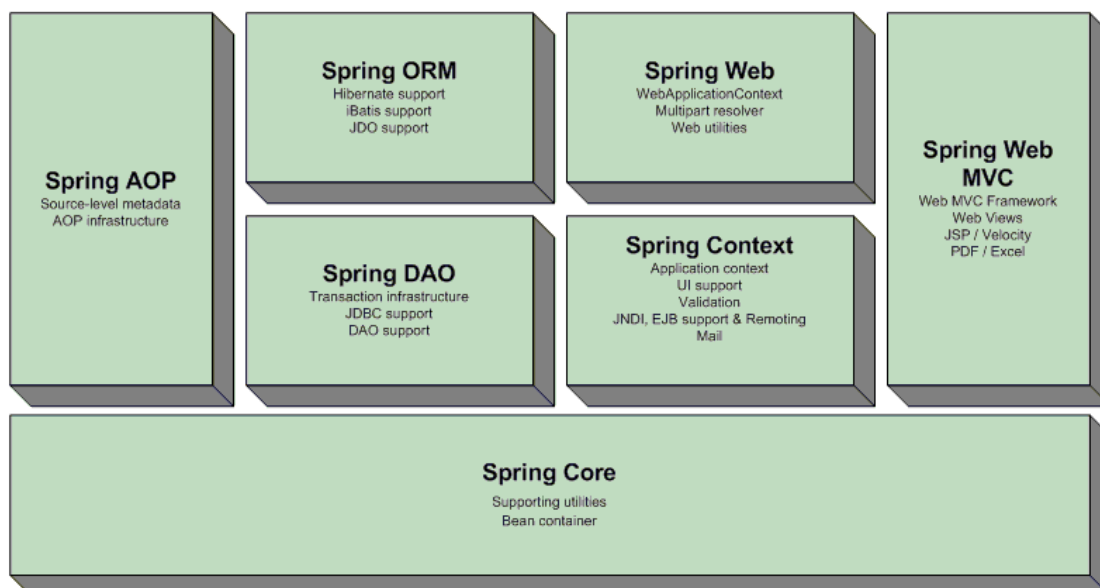 Spring AOP
Source-level metadata
AOP infrastructure
Spring ORM
Hibernate support
iBatis support
JDO support
Spring Web
WebApplicationContext
Multipart resolver
Web utilities
Spring DAO
Transaction infrastructure
JDBC support
DAO support
Spring Context
Application context
UI support
Validation
JNDI, EJB support & Remoting
Mail
Spring Web
MVC
Web MVC Framework
Web Views
JSP / Velocity
PDF / Excel
Spring Core
Supporting utilities
Bean container